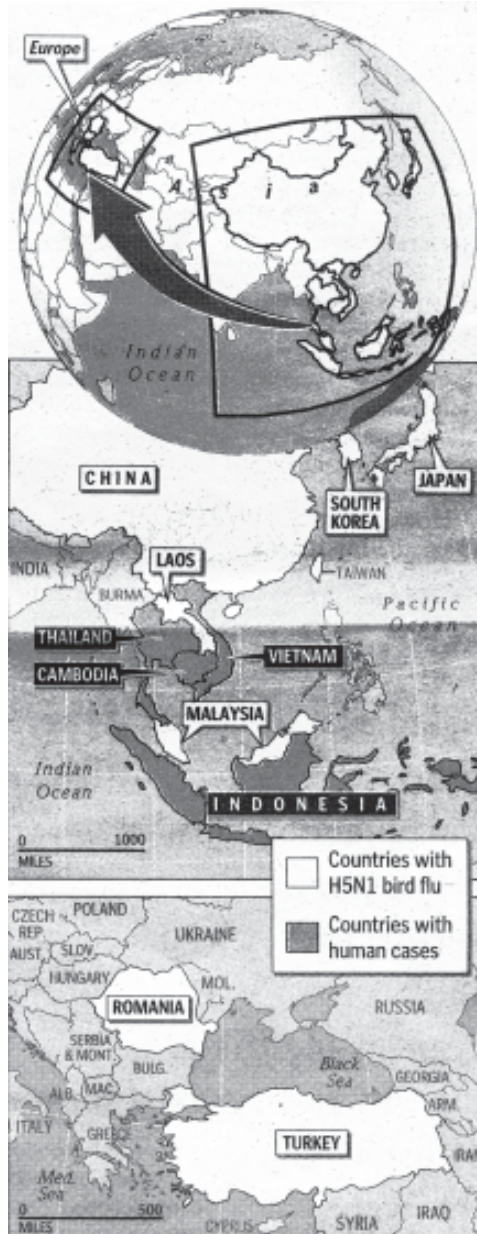 Europe
A s i a
Indian
Ocean
CHINA
JAPAN
SOUTH
KOREA
LAOS
INDIA
BURMA
TAIWAN
Pacific
Ocean
THAILAND
VIETNAM
CAMBODIA
MALAYSIA
Indian
Ocean
INDONESIA
0 1000
MILES
Countries with
H5N1 bird flu
Countries with
human cases
CZECH
REP.
POLAND
UKRAINE
AUST.
SLOV.
HUNGARY
MOL.
ROMANIA
RUSSIA
SERBIA
& MONT.
BULG.
Black
Sea
GEORGIA
ALB.
MAC.
ARM.
ITALY
GREECE
TURKEY
IRAN
Med.
Sea
0 500
MILES
CYPRUS
SYRIA
IRAQ